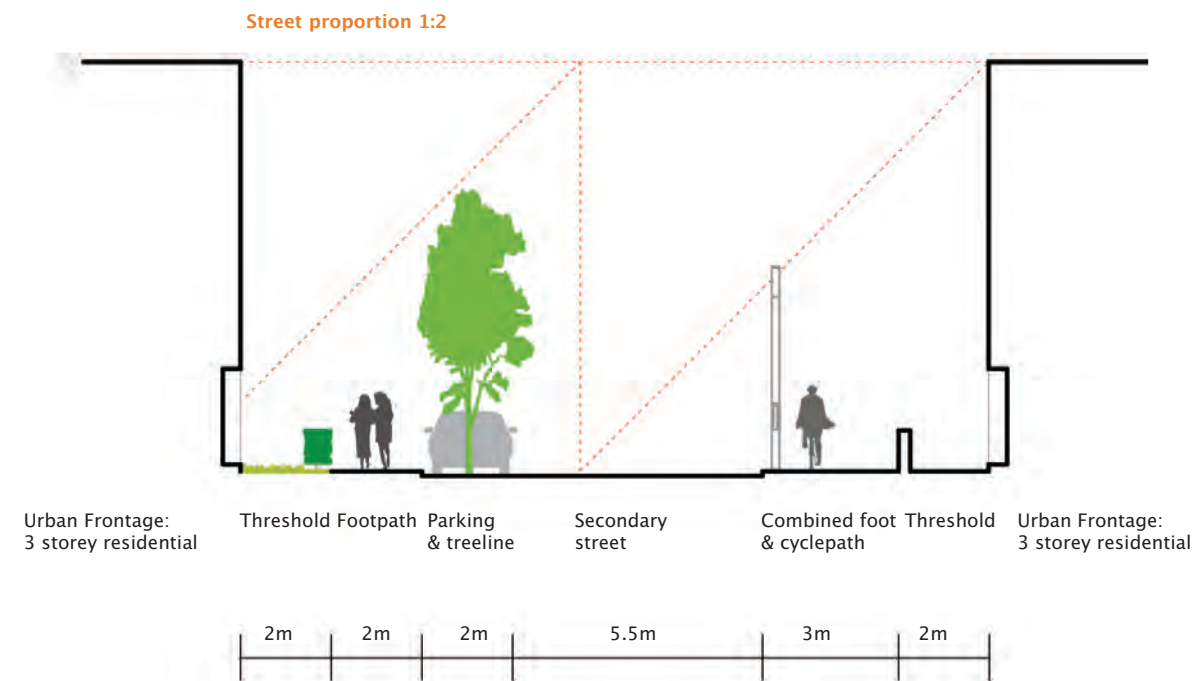 Street proportion 1:2
Urban Frontage:
3 storey residential
Threshold
Footpath
Parking
& treeline
Secondary
street
Combined foot
& cyclepath
Threshold
Urban Frontage:
3 storey residential
2m
2m
2m
5.5m
3m
2m